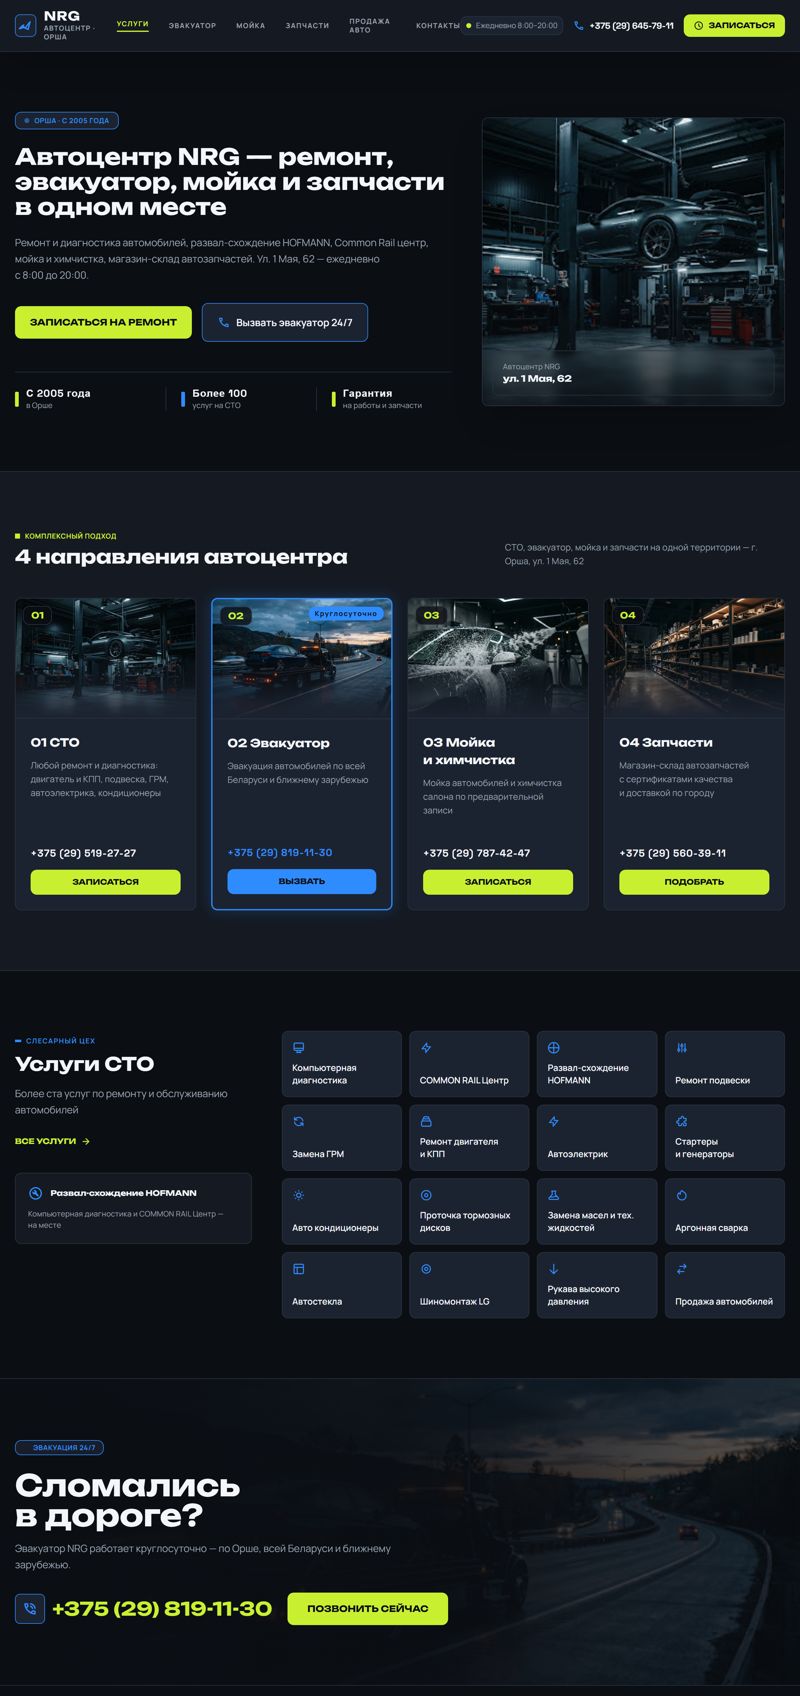 NRG
АВТОЦЕНТР · ОРША
УСЛУГИ
ЭВАКУАТОР
МОЙКА
ЗАПЧАСТИ
ПРОДАЖА АВТО
КОНТАКТЫ
Ежедневно 8:00–20:00
+375 (29) 645-79-11
ЗАПИСАТЬСЯ
ОРША · С 2005 ГОДА
Автоцентр NRG — ремонт,
эвакуатор, мойка и запчасти
в одном месте
Ремонт и диагностика автомобилей, развал-схождение HOFMANN, Common Rail центр,
мойка и химчистка, магазин-склад автозапчастей. Ул. 1 Мая, 62 — ежедневно
с 8:00 до 20:00.
ЗАПИСАТЬСЯ НА РЕМОНТ
Вызвать эвакуатор 24/7
С 2005 года
в Орше
Более 100
услуг на СТО
Гарантия
на работы и запчасти
Автоцентр NRG
ул. 1 Мая, 62
КОМПЛЕКСНЫЙ ПОДХОД
4 направления автоцентра
СТО, эвакуатор, мойка и запчасти на одной территории — г.
Орша, ул. 1 Мая, 62
01
01 СТО
Любой ремонт и диагностика:
двигатель и КПП, подвеска, ГРМ,
автоэлектрика, кондиционеры
+375 (29) 519-27-27
ЗАПИСАТЬСЯ
02
Круглосуточно
02 Эвакуатор
Эвакуация автомобилей по всей
Беларуси и ближнему зарубежью
+375 (29) 819-11-30
ВЫЗВАТЬ
03
03 Мойка
и химчистка
Мойка автомобилей и химчистка
салона по предварительной
записи
+375 (29) 787-42-47
ЗАПИСАТЬСЯ
04
04 Запчасти
Магазин-склад автозапчастей
с сертификатами качества
и доставкой по городу
+375 (29) 560-39-11
ПОДОБРАТЬ
СЛЕСАРНЫЙ ЦЕХ
Услуги СТО
Более ста услуг по ремонту и обслуживанию
автомобилей
ВСЕ УСЛУГИ →
Развал-схождение HOFMANN
Компьютерная диагностика и COMMON RAIL Центр —
на месте
Компьютерная
диагностика
COMMON RAIL Центр
Развал-схождение
HOFMANN
Ремонт подвески
Замена ГРМ
Ремонт двигателя
и КПП
Автоэлектрик
Стартеры
и генераторы
Авто кондиционеры
Проточка тормозных
дисков
Замена масел и тех.
жидкостей
Аргонная сварка
Автостекла
Шиномонтаж LG
Рукава высокого
давления
Продажа автомобилей
ЭВАКУАЦИЯ 24/7
Сломались
в дороге?
Эвакуатор NRG работает круглосуточно — по Орше, всей Беларуси и ближнему
зарубежью.
+375 (29) 819-11-30
ПОЗВОНИТЬ СЕЙЧАС